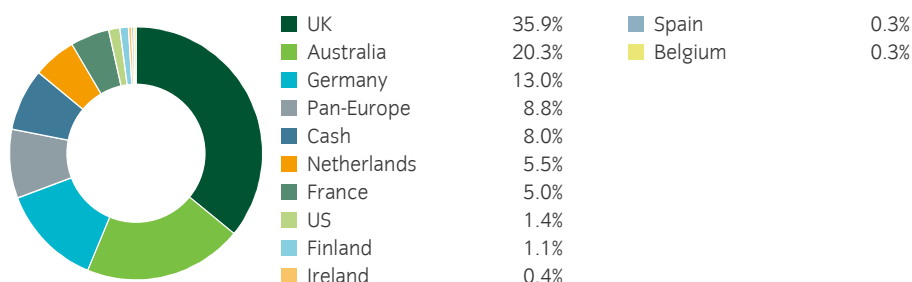 UK 35.9%
Australia 20.3%
Germany 13.0%
Pan-Europe 8.8%
Cash 8.0%
Netherlands 5.5%
France 5.0%
US 1.4%
Finland 1.1%
Ireland 0.4%
Spain 0.3%
Belgium 0.3%